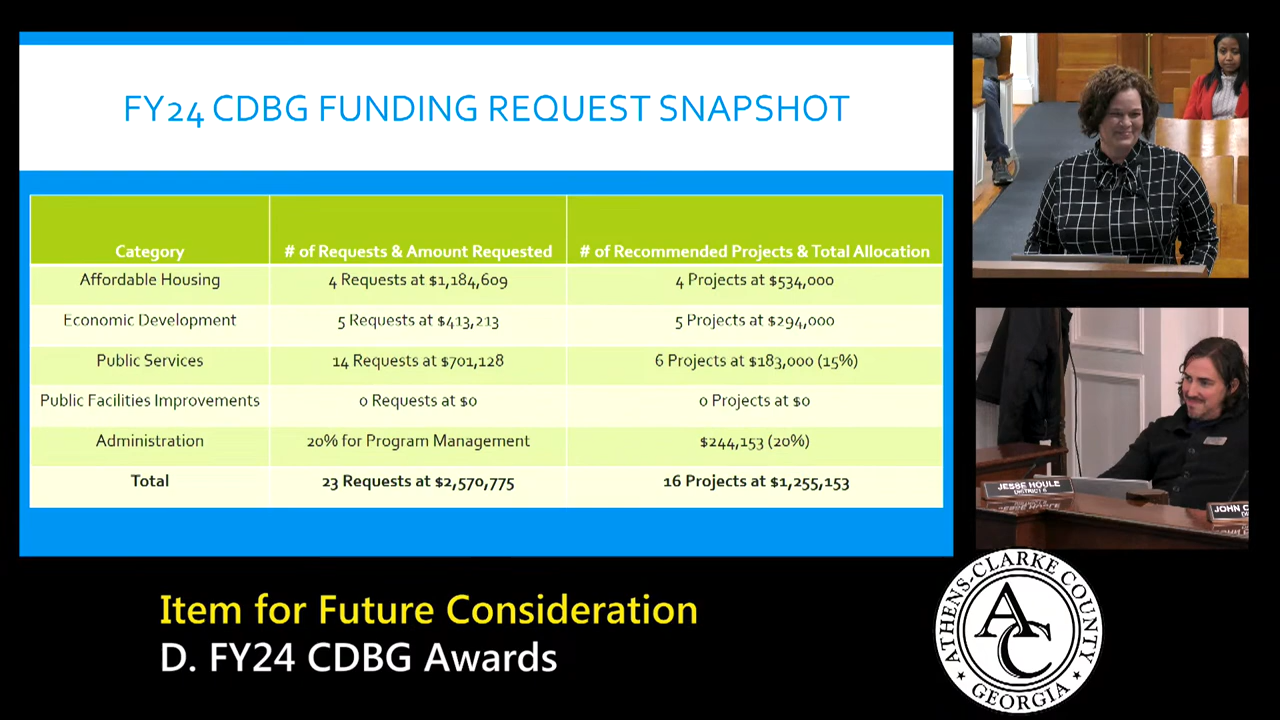 FY24 CDBG FUNDING REQUEST SNAPSHOT
Category # of Requests & Amount Requested # of Recommended Projects & Total Allocation
Affordable Housing 4 Requests at $1,184,609 4 Projects at $534,000
Economic Development 5 Requests at $413,213 5 Projects at $294,000
Public Services 14 Requests at $701,128 6 Projects at $183,000 (15%)
Public Facilities Improvements 0 Requests at $0 0 Projects at $0
Administration 20% for Program Management $244,153 (20%)
Total 23 Requests at $2,570,775 16 Projects at $1,255,153
JESSE HOULE
DISTRICT 6
JOHN C
Item for Future Consideration
D. FY24 CDBG Awards
ATHENS-CLARKE COUNTY
ACC
GEORGIA